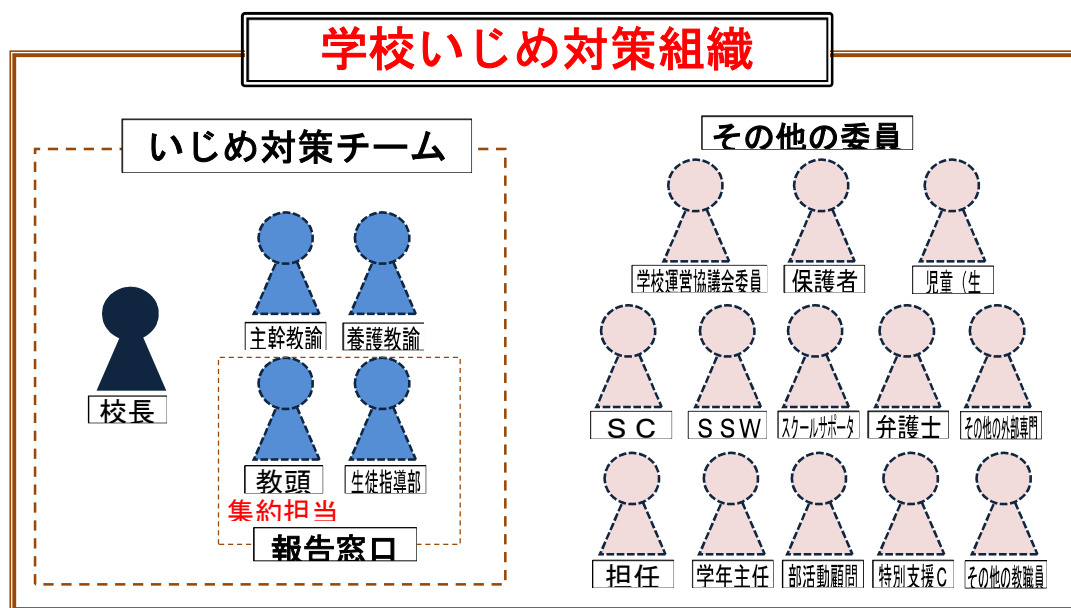 学校いじめ対策組織
いじめ対策チーム
その他の委員
学校運営協議会委員
保護者
児童（生
主幹教諭
養護教諭
校長
ＳＣ
ＳＳＷ
スクールサポータ
弁護士
その他の外部専門
教頭
生徒指導部
集約担当
報告窓口
担任
学年主任
部活動顧問
特別支援Ｃ
その他の教職員